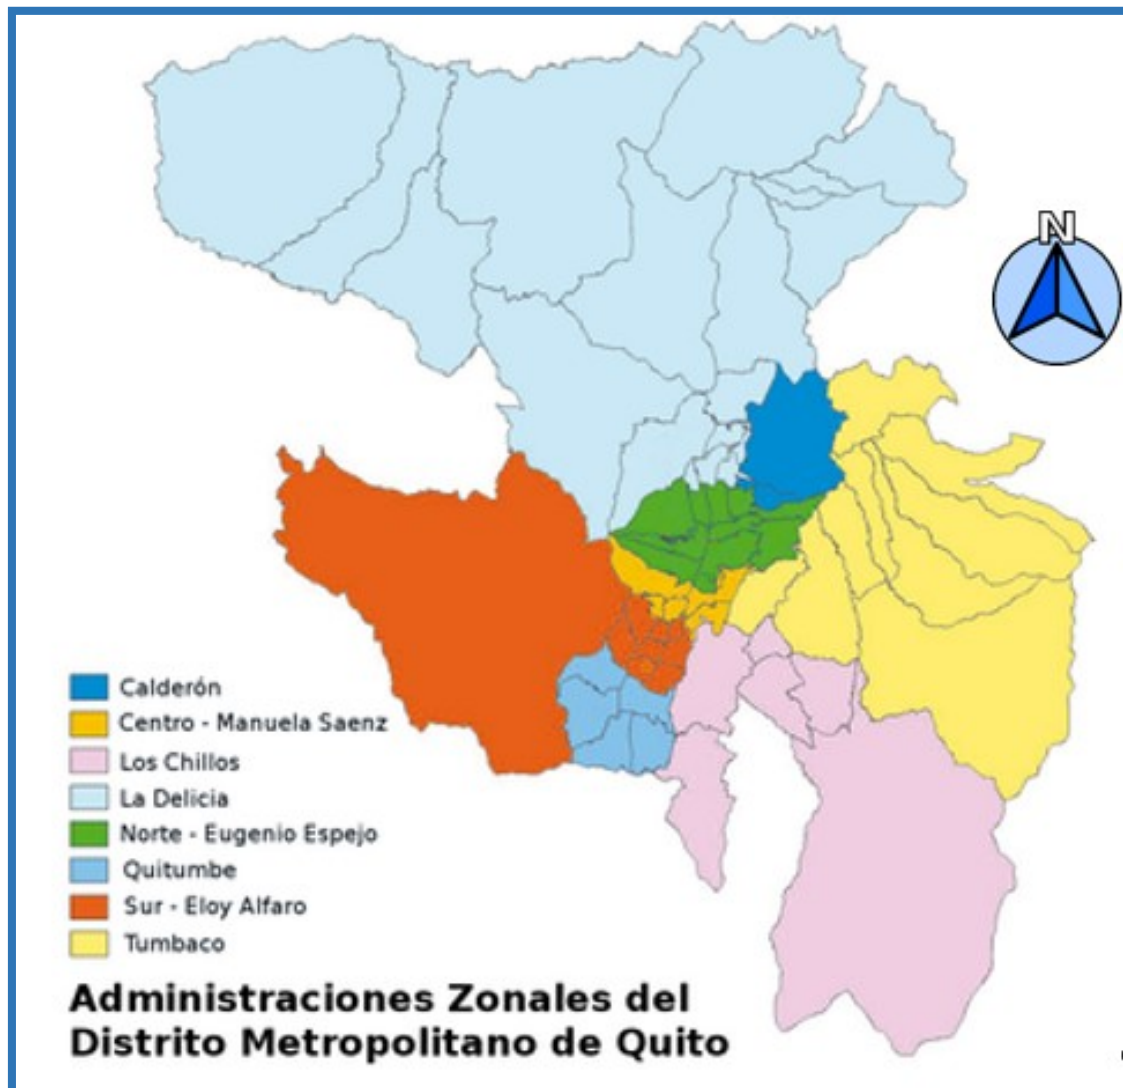 N
Calderón
Centro - Manuela Saenz
Los Chillos
La Delicia
Norte - Eugenio Espejo
Quitumbe
Sur - Eloy Alfaro
Tumbaco
Administraciones Zonales del
Distrito Metropolitano de Quito